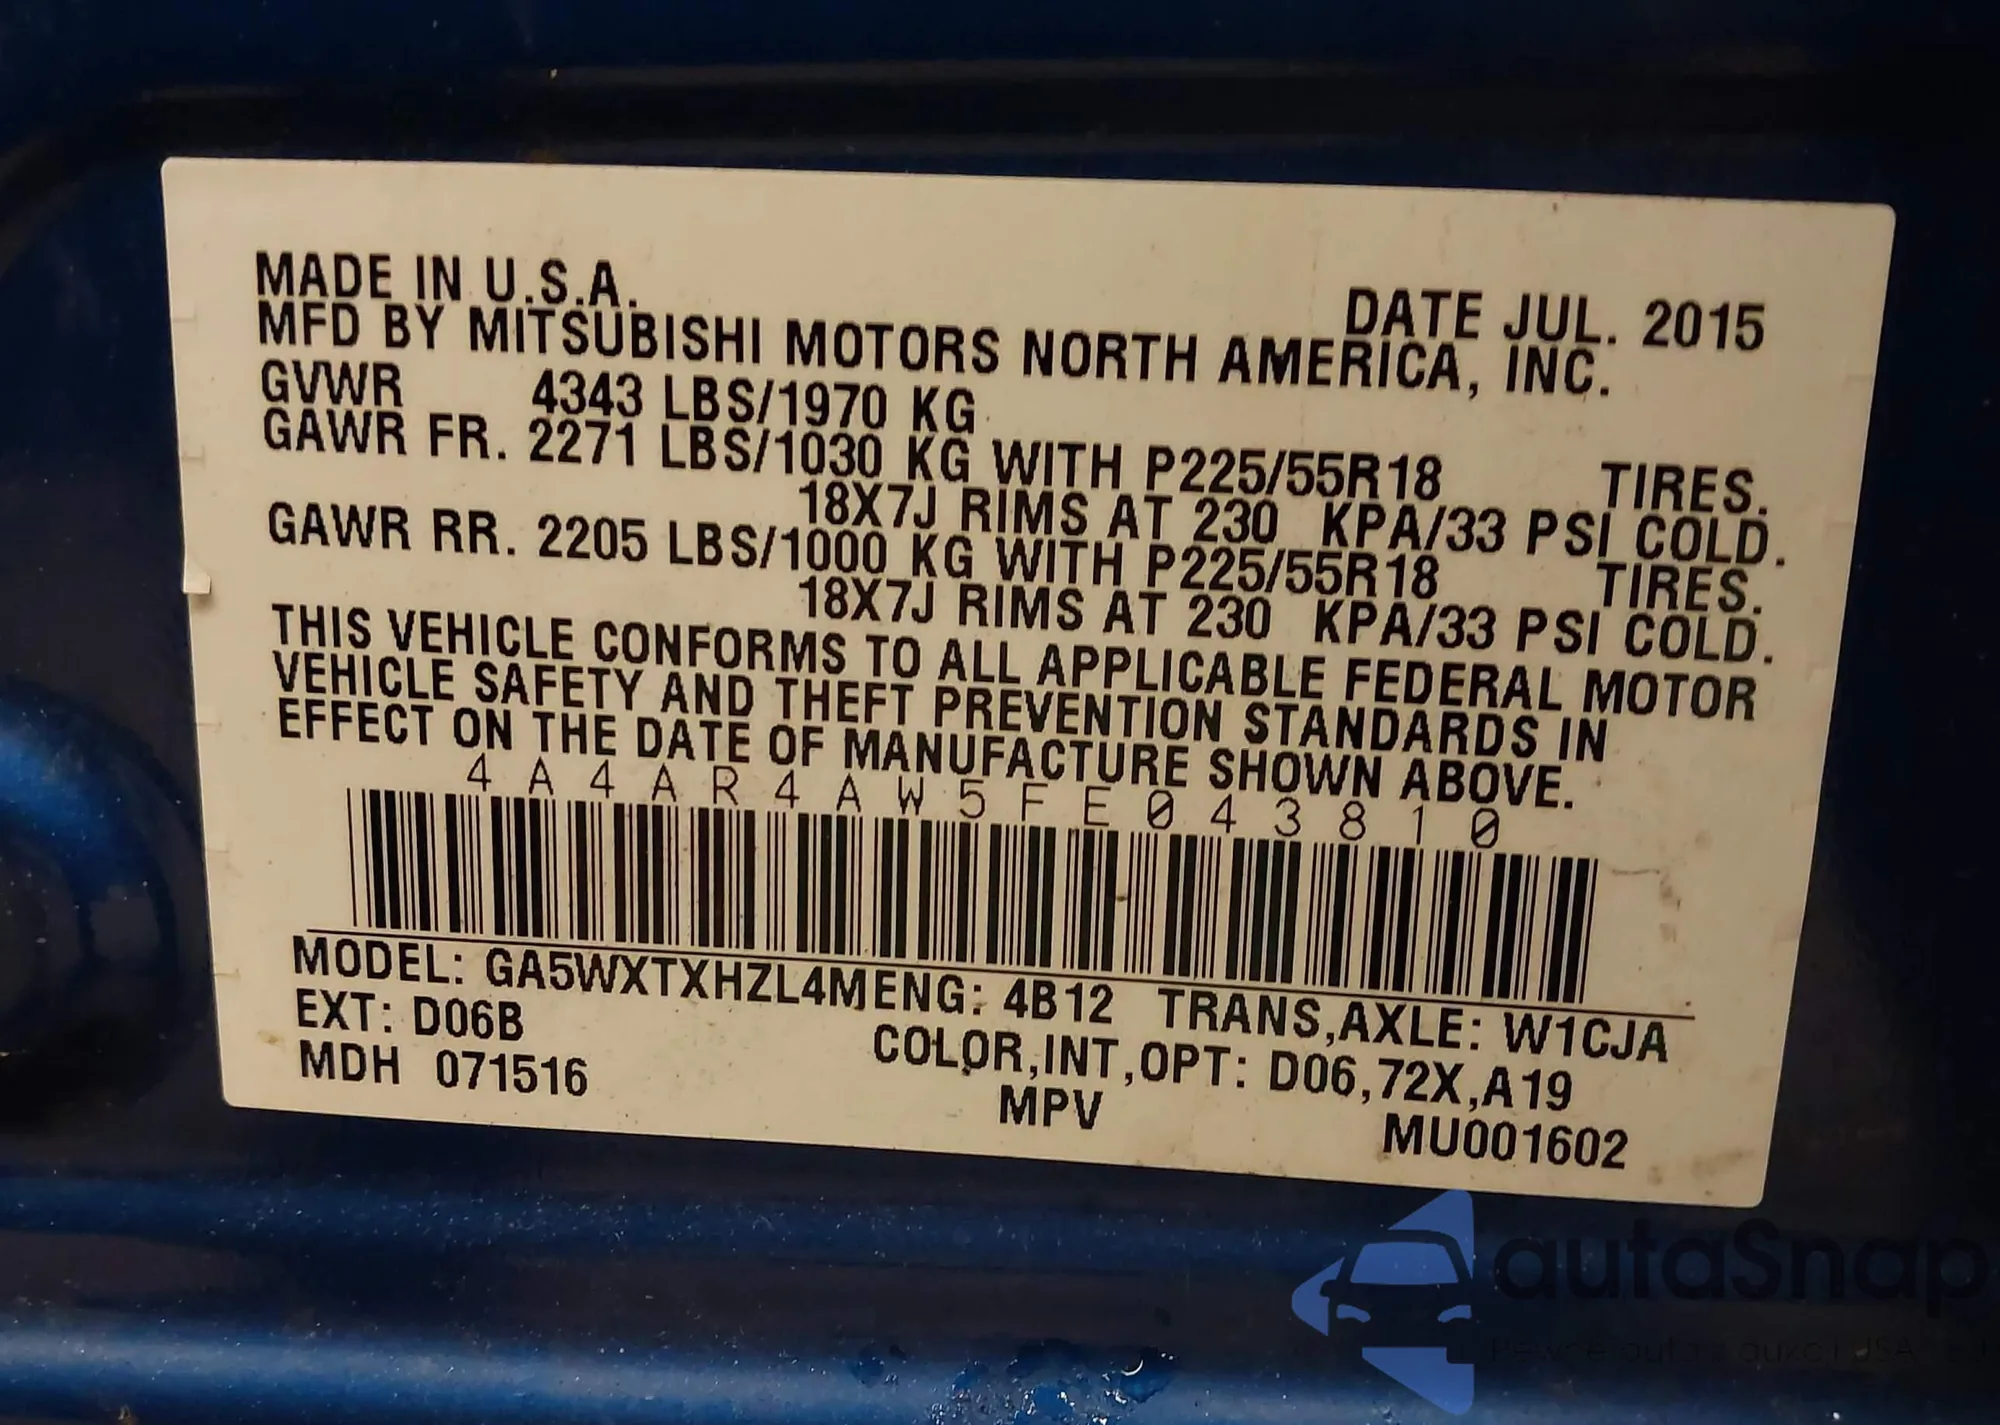 MADE IN U.S.A. DATE JUL. 2015
MFD BY MITSUBISHI MOTORS NORTH AMERICA, INC.
GVWR 4343 LBS/1970 KG
GAWR FR. 2271 LBS/1030 KG WITH P225/55R18 TIRES.
18X7J RIMS AT 230 KPA/33 PSI COLD.
GAWR RR. 2205 LBS/1000 KG WITH P225/55R18 TIRES.
18X7J RIMS AT 230 KPA/33 PSI COLD.
THIS VEHICLE CONFORMS TO ALL APPLICABLE FEDERAL MOTOR
VEHICLE SAFETY AND THEFT PREVENTION STANDARDS IN
EFFECT ON THE DATE OF MANUFACTURE SHOWN ABOVE.
4A4AR4AW5FE043810
MODEL: GA5WXTXHZL4MENG: 4B12 TRANS,AXLE: W1CJA
EXT: D06B COLOR,INT,OPT: D06,72X,A19
MDH 071516 MPV MU001602
autaSnap